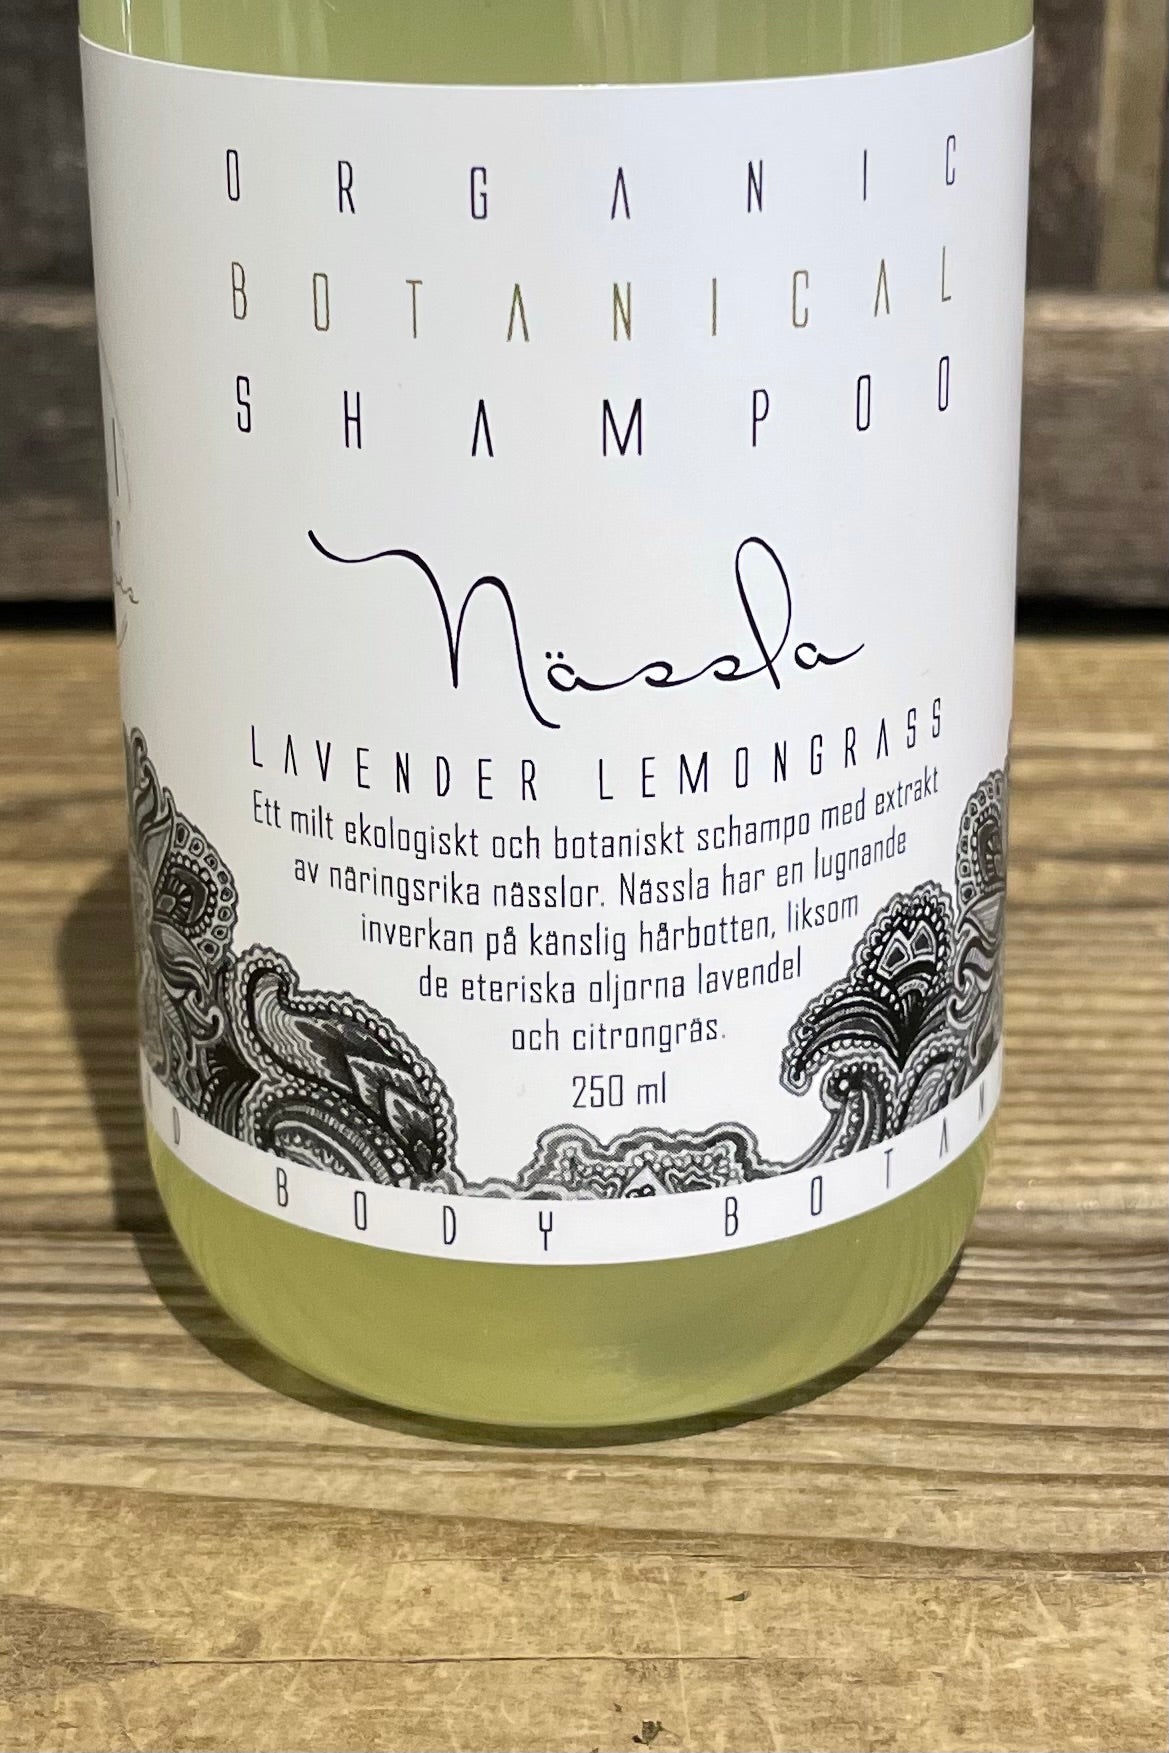 ORGANIC
BOTANICAL
SHAMPOO
Nässla
LAVENDER LEMONGRASS
Ett milt ekologiskt och botaniskt schampo med extrakt
av näringsrika nässlor. Nässla har en lugnande
inverkan på känslig hårbotten, liksom
de eteriska oljorna lavendel
och citrongräs.
250 ml
BODY BOTAN